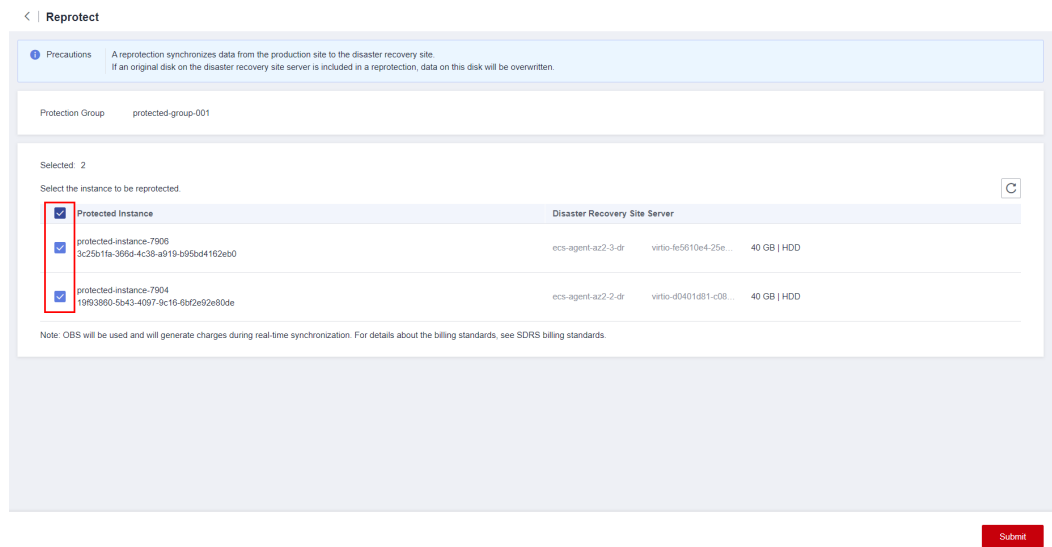 Reprotect
Precautions A reprotection synchronizes data from the production site to the disaster recovery site.
If an original disk on the disaster recovery site server is included in a reprotection, data on this disk will be overwritten.
Protection Group protected-group-001
Selected: 2
Select the instance to be reprotected.
Protected Instance Disaster Recovery Site Server
protected-instance-7906
3c25b1fa-366d-4c38-a919-b95bd4162eb0
ecs-agent-az2-3-dr virtio-fe5610e4-25e... 40 GB | HDD
protected-instance-7904
19f93860-5b43-4097-9c16-6bf2e92e80de
ecs-agent-az2-2-dr virtio-d0401d81-c08... 40 GB | HDD
Note: OBS will be used and will generate charges during real-time synchronization. For details about the billing standards, see SDRS billing standards.
Submit